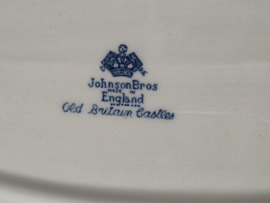 JohnsonBros
MADE IN
England
Old Britain Castles